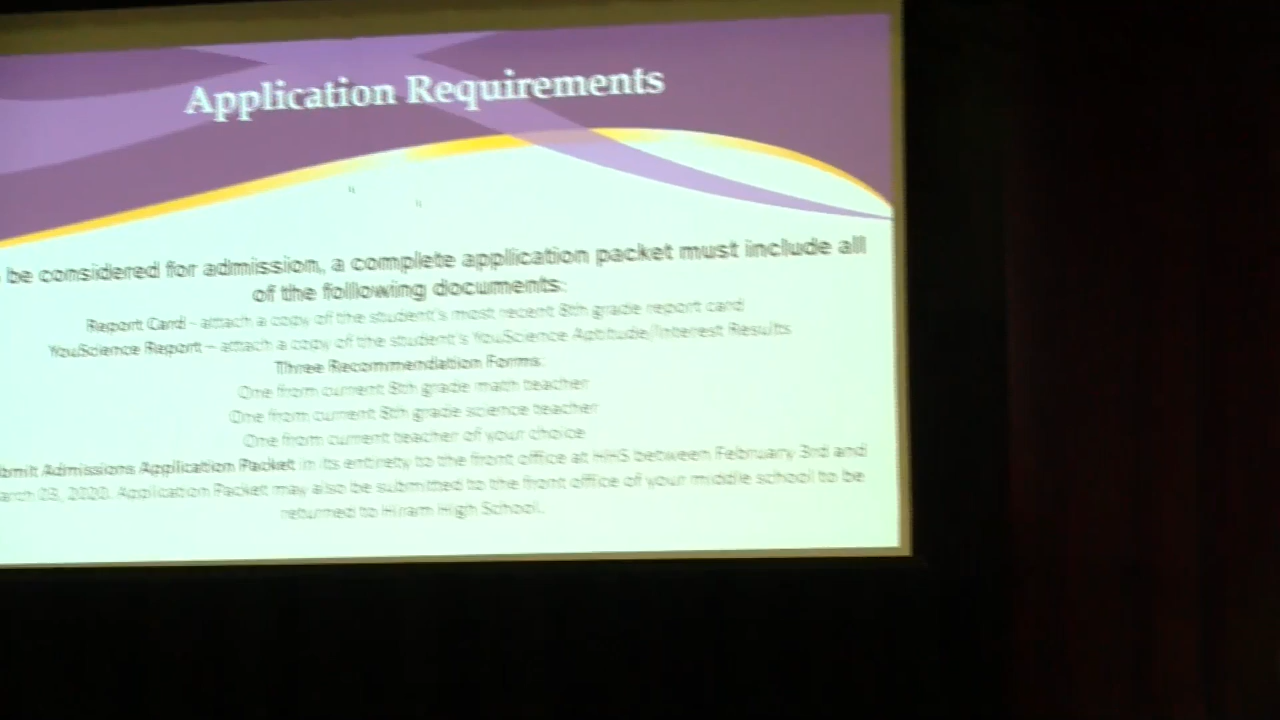 Application Requirements
be considered for admission, a complete application packet must include all
of the following documents:
Report Card - attach a copy of the student's most recent 8th grade report card
YouScience Report – attach a copy of the student's YouScience Aptitude/Interest Results
Three Recommendation Forms:
One from current 8th grade math teacher
One from current 8th grade science teacher
One from current teacher of your choice
bmit Admissions Application Packet in its entirety to the front office at HHS between February 3rd and
arch 03, 2020. Application Packet may also be submitted to the front office of your middle school to be
returned to Hiram High School.